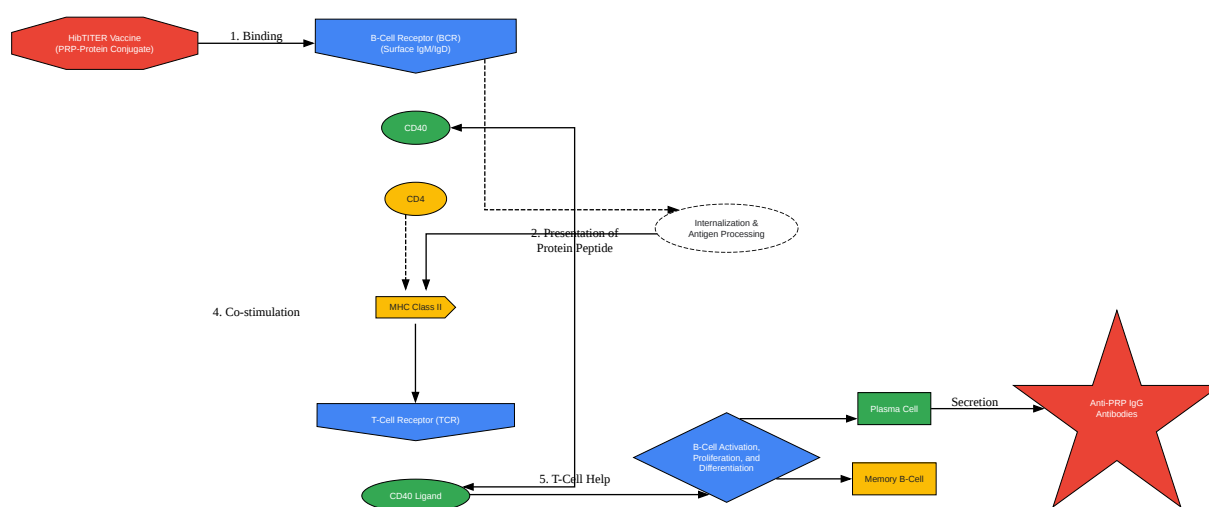 HibTITER Vaccine
(PRP-Protein Conjugate)
1. Binding
B-Cell Receptor (BCR)
(Surface IgM/IgD)
CD40
CD4
Internalization &
Antigen Processing
2. Presentation of
Protein Peptide
MHC Class II
4. Co-stimulation
T-Cell Receptor (TCR)
Plasma Cell
Secretion
Anti-PRP IgG
Antibodies
B-Cell Activation,
Proliferation, and
Differentiation
5. T-Cell Help
Memory B-Cell
CD40 Ligand